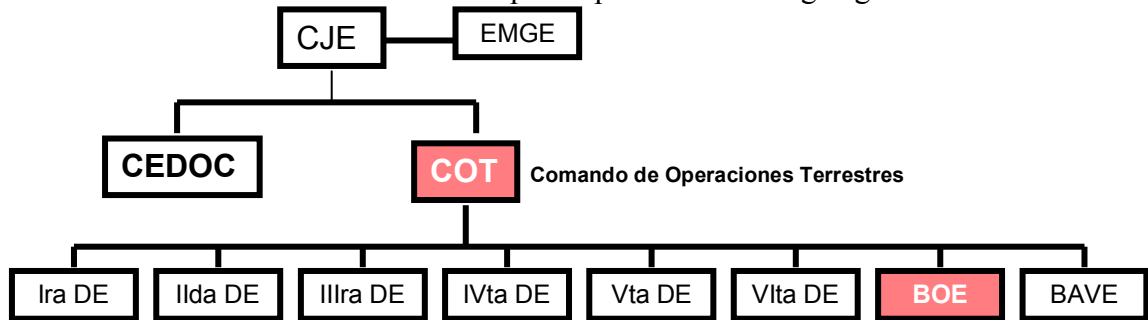 CJE EMGE
CEDOC COT Comando de Operaciones Terrestres
Ira DE IIda DE IIIra DE IVta DE Vta DE VIta DE BOE BAVE